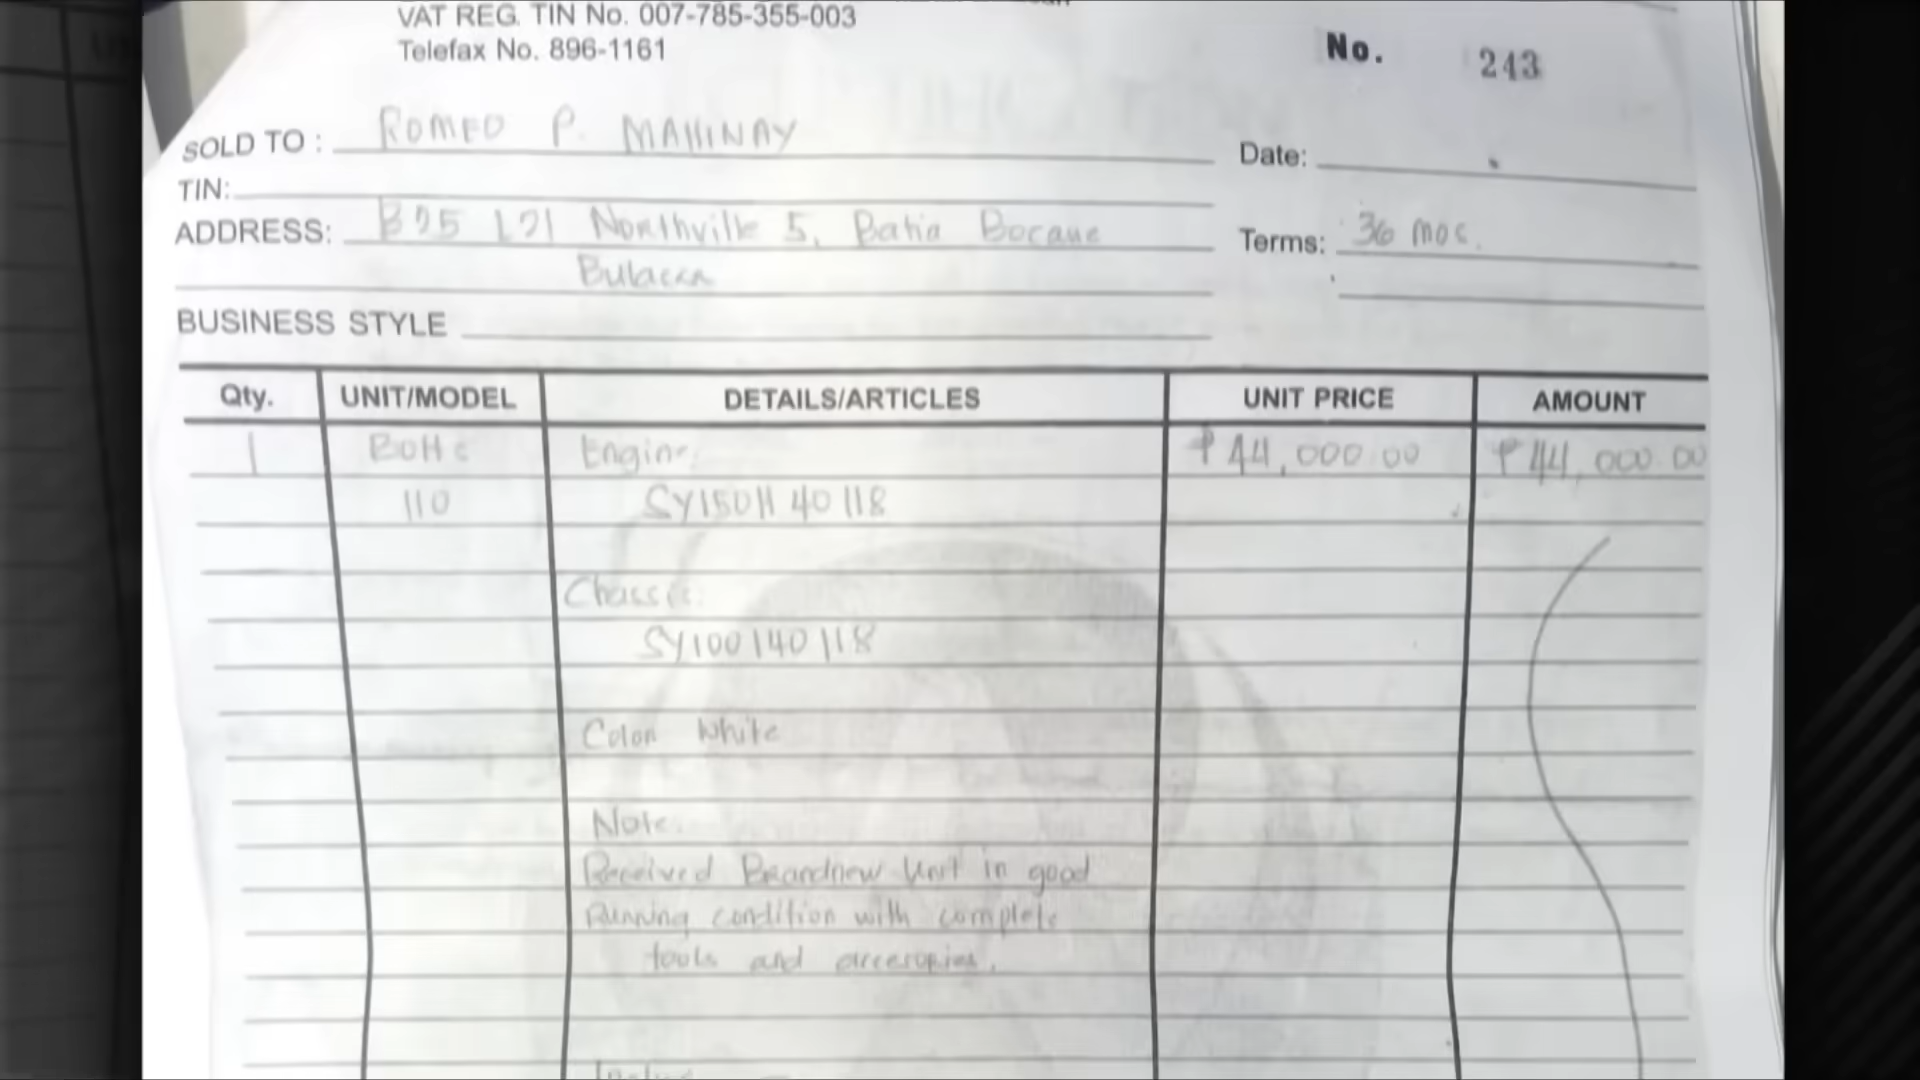 VAT REG. TIN No. 007-785-355-003
Telefax No. 896-1161
No. 243
SOLD TO : ROMEO P. MALLINAY
Date:
TIN:
ADDRESS: B25 L21 Northville 5, Batia Bocaue
Bulacan
Terms: 36 mos.
BUSINESS STYLE
Qty. UNIT/MODEL DETAILS/ARTICLES UNIT PRICE AMOUNT
1 Engine: ₱44,000.00 ₱44,000.00
110 SY150H40118
Chassis:
SY100140118
Color White
Note:
Received Brandnew Unit in good
Running condition with complete
tools and accesories.